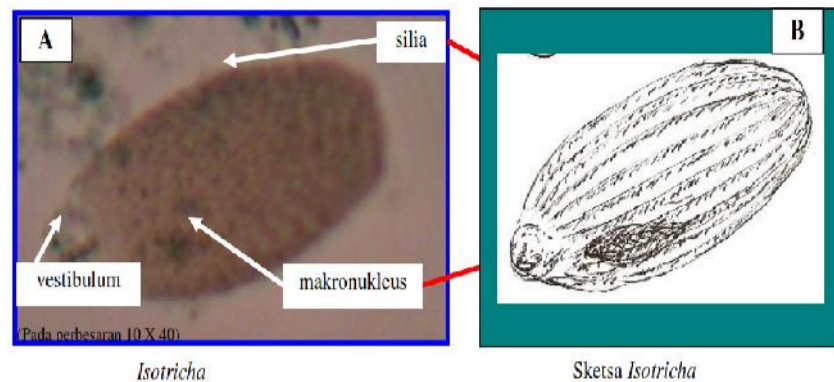 A
silia
B
vestibulum
makronukleus
(Pada perbesaran 10 X 40)
Isotricha
Sketsa Isotricha